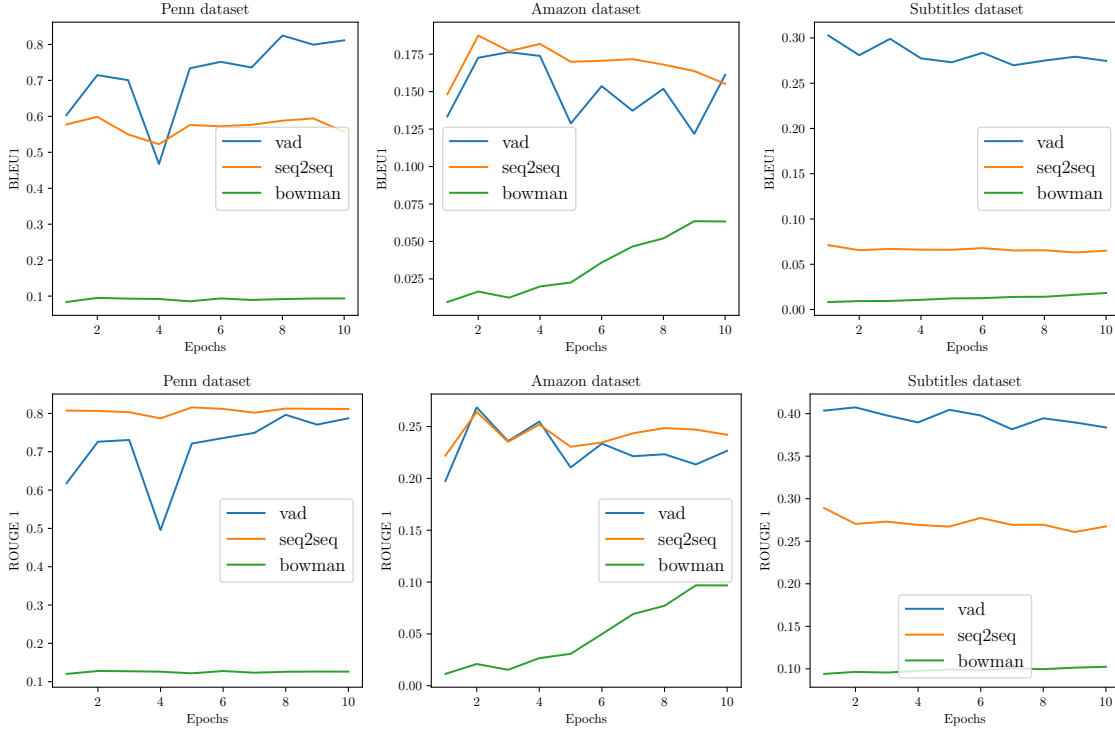 Penn dataset
0.8
0.7
0.6
0.5
0.4
0.3
0.2
0.1
BLEU1
vad
seq2seq
bowman
2 4 6 8 10
Epochs
Amazon dataset
0.175
0.150
0.125
0.100
0.075
0.050
0.025
BLEU1
vad
seq2seq
bowman
2 4 6 8 10
Epochs
Subtitles dataset
0.30
0.25
0.20
0.15
0.10
0.05
0.00
BLEU1
vad
seq2seq
bowman
2 4 6 8 10
Epochs
Penn dataset
0.8
0.7
0.6
0.5
0.4
0.3
0.2
0.1
ROUGE 1
vad
seq2seq
bowman
2 4 6 8 10
Epochs
Amazon dataset
0.25
0.20
0.15
0.10
0.05
0.00
ROUGE 1
vad
seq2seq
bowman
2 4 6 8 10
Epochs
Subtitles dataset
0.40
0.35
0.30
0.25
0.20
0.15
0.10
ROUGE 1
vad
seq2seq
bowman
2 4 6 8 10
Epochs